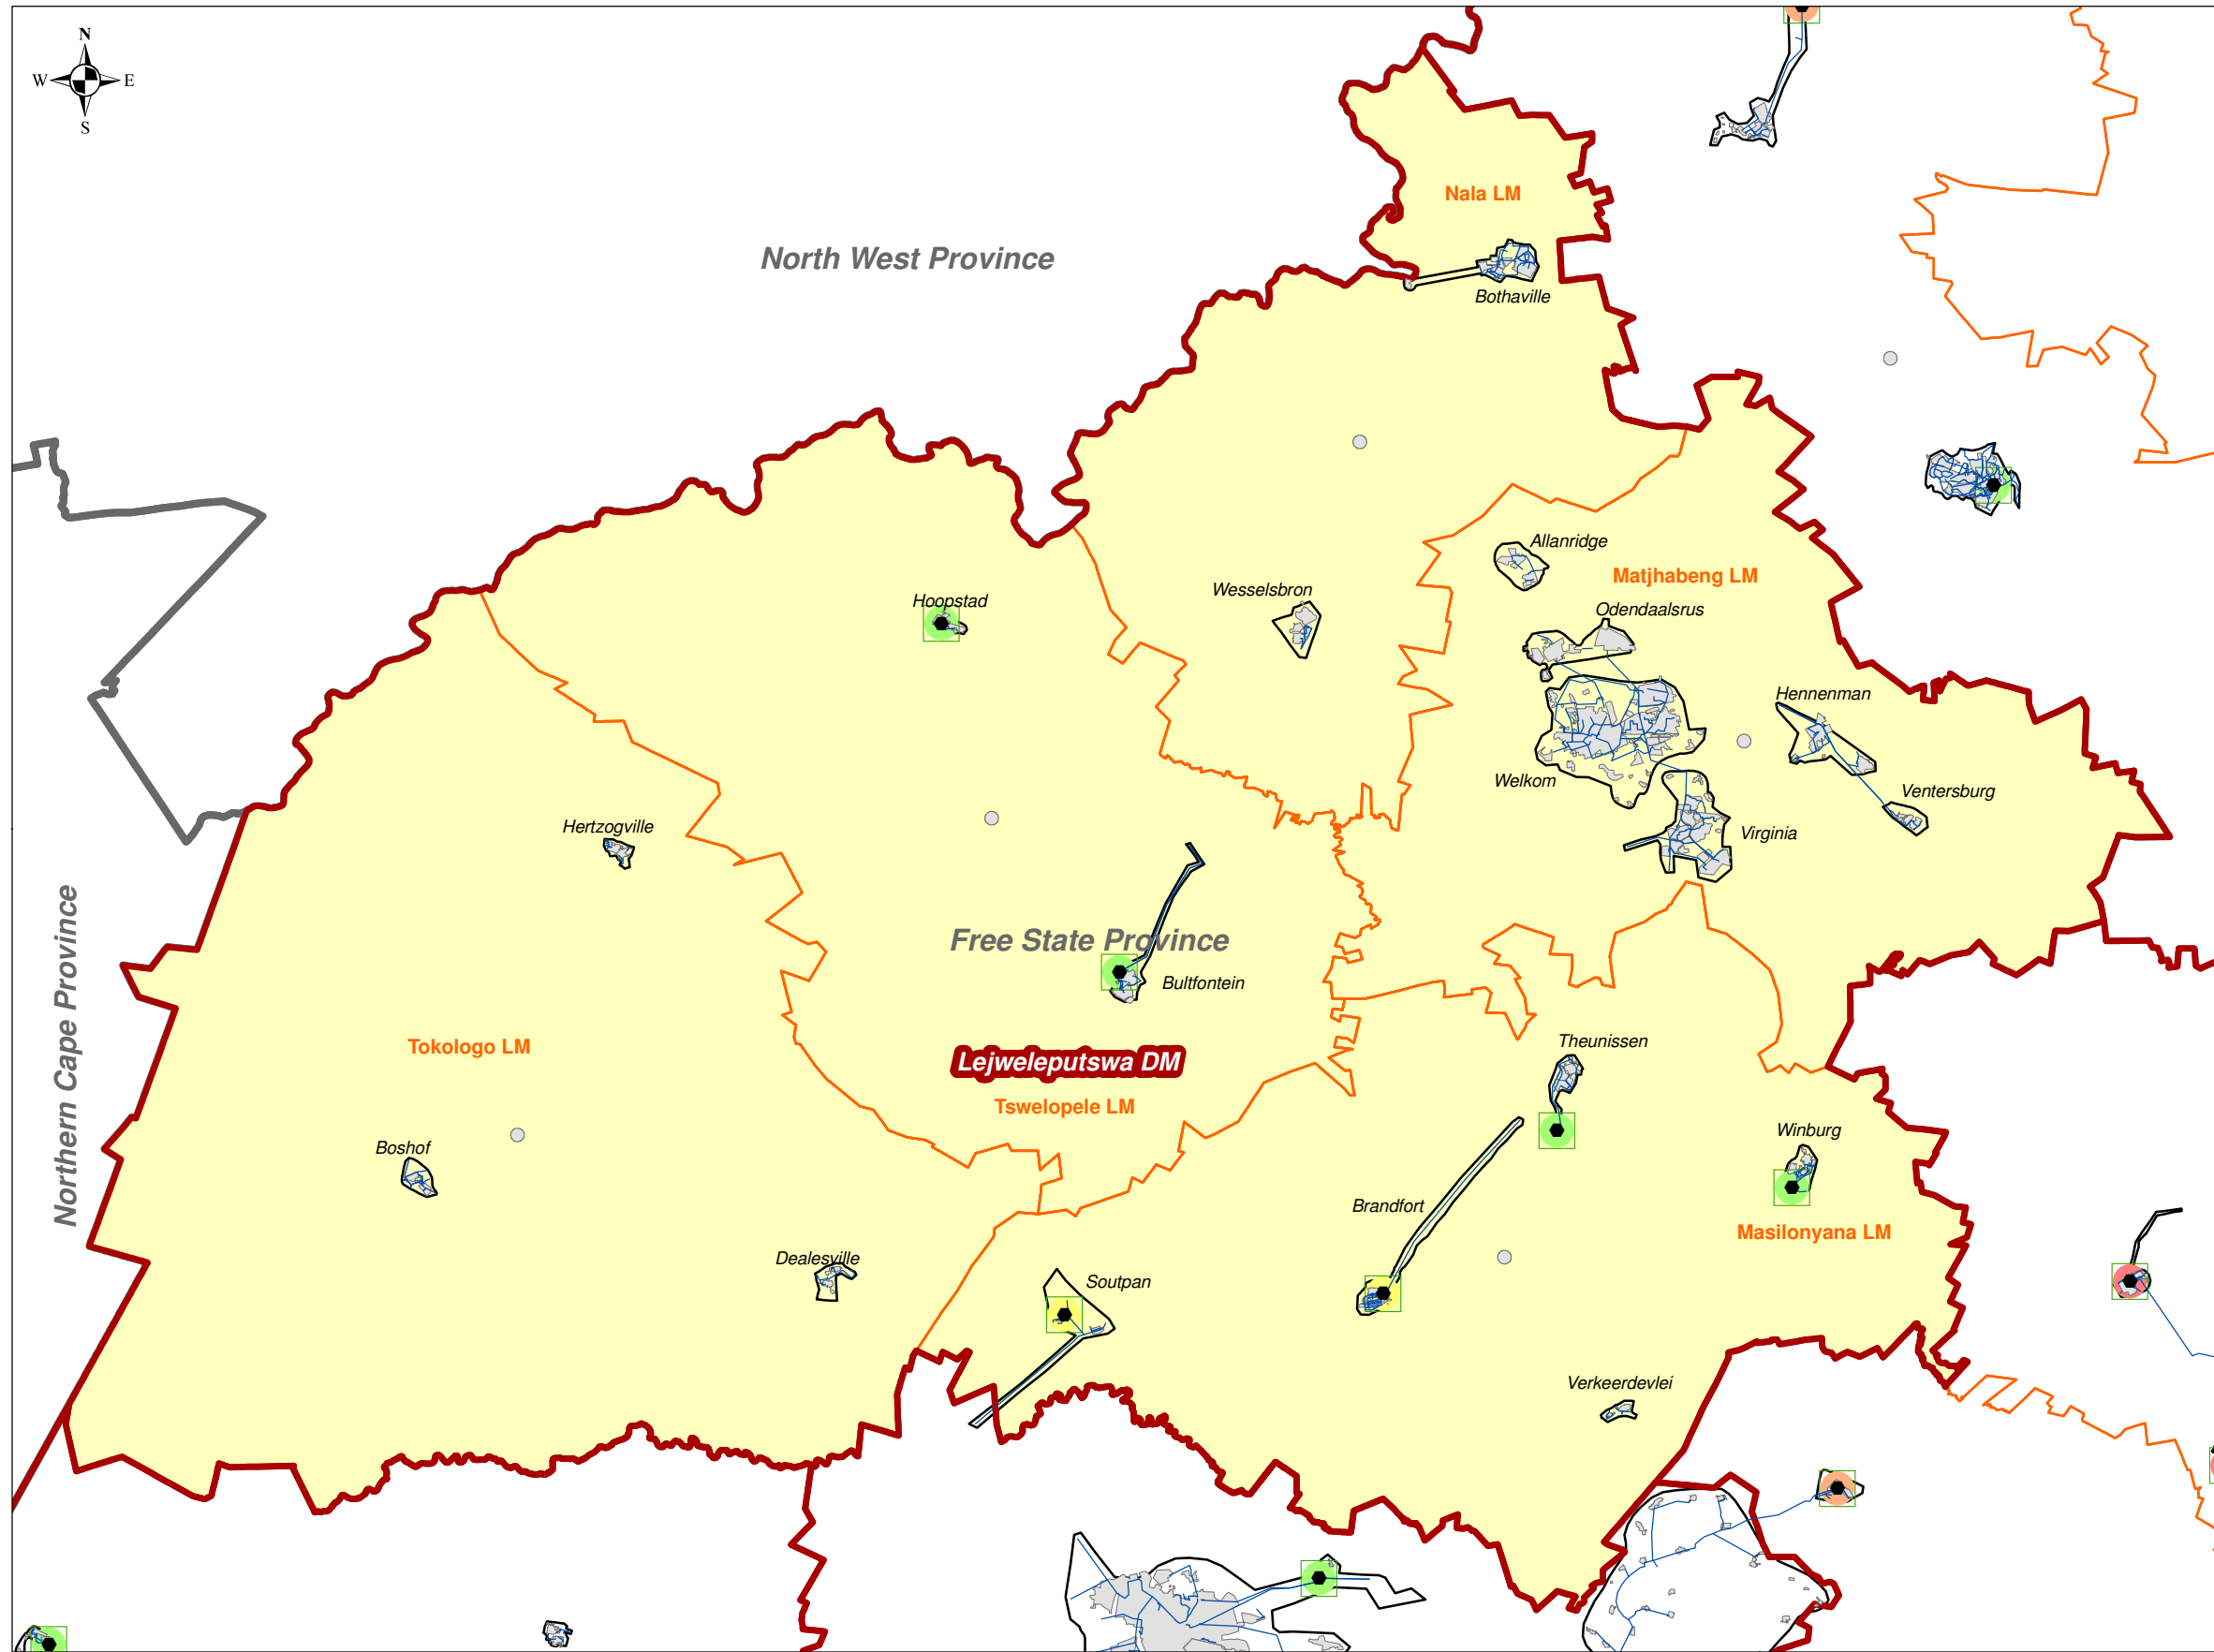 N
W
E
S
Nala LM
North West Province
Bothaville
Allanridge
Matjhabeng LM
Wesselsbron
Hoopstad
Odendaalsrus
Hennenman
Welkom
Ventersburg
Hertzogville
Virginia
Northern Cape Province
Free State Province
Bultfontein
Tokologo LM
Theunissen
Lejweleputswa DM
Tswelopele LM
Boshof
Winburg
Brandfort
Masilonyana LM
Dealesville
Soutpan
Verkeerdevlei